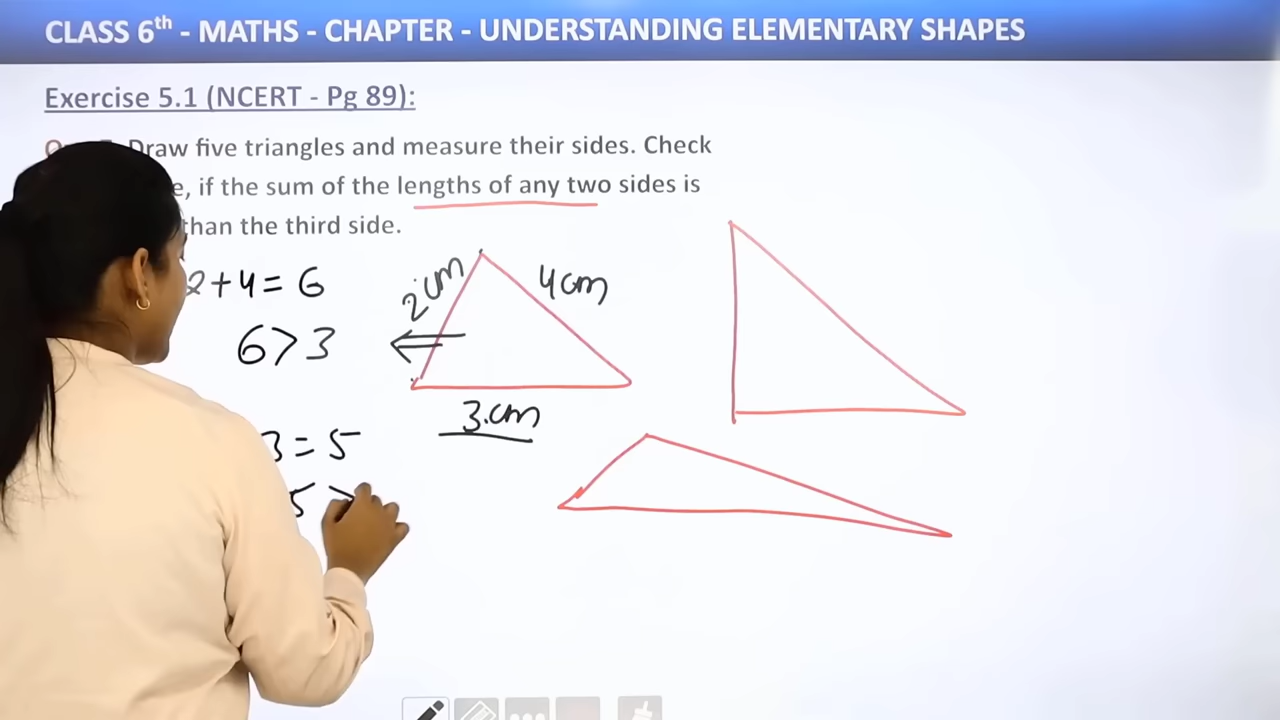 CLASS 6th - MATHS - CHAPTER - UNDERSTANDING ELEMENTARY SHAPES
Exercise 5.1 (NCERT - Pg 89):
Draw five triangles and measure their sides. Check
if the sum of the lengths of any two sides is
than the third side.
2+4=6
2cm
4cm
6>3
3.cm
3=5
5>